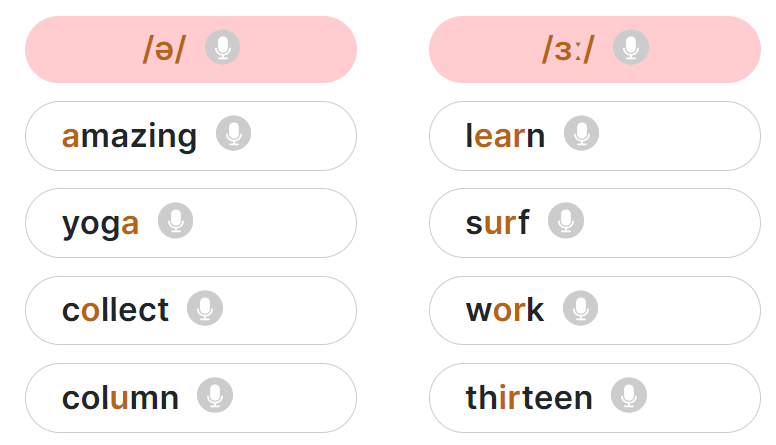 /ə/
amazing
yoga
collect
column
/ɜː/
learn
surf
work
thirteen